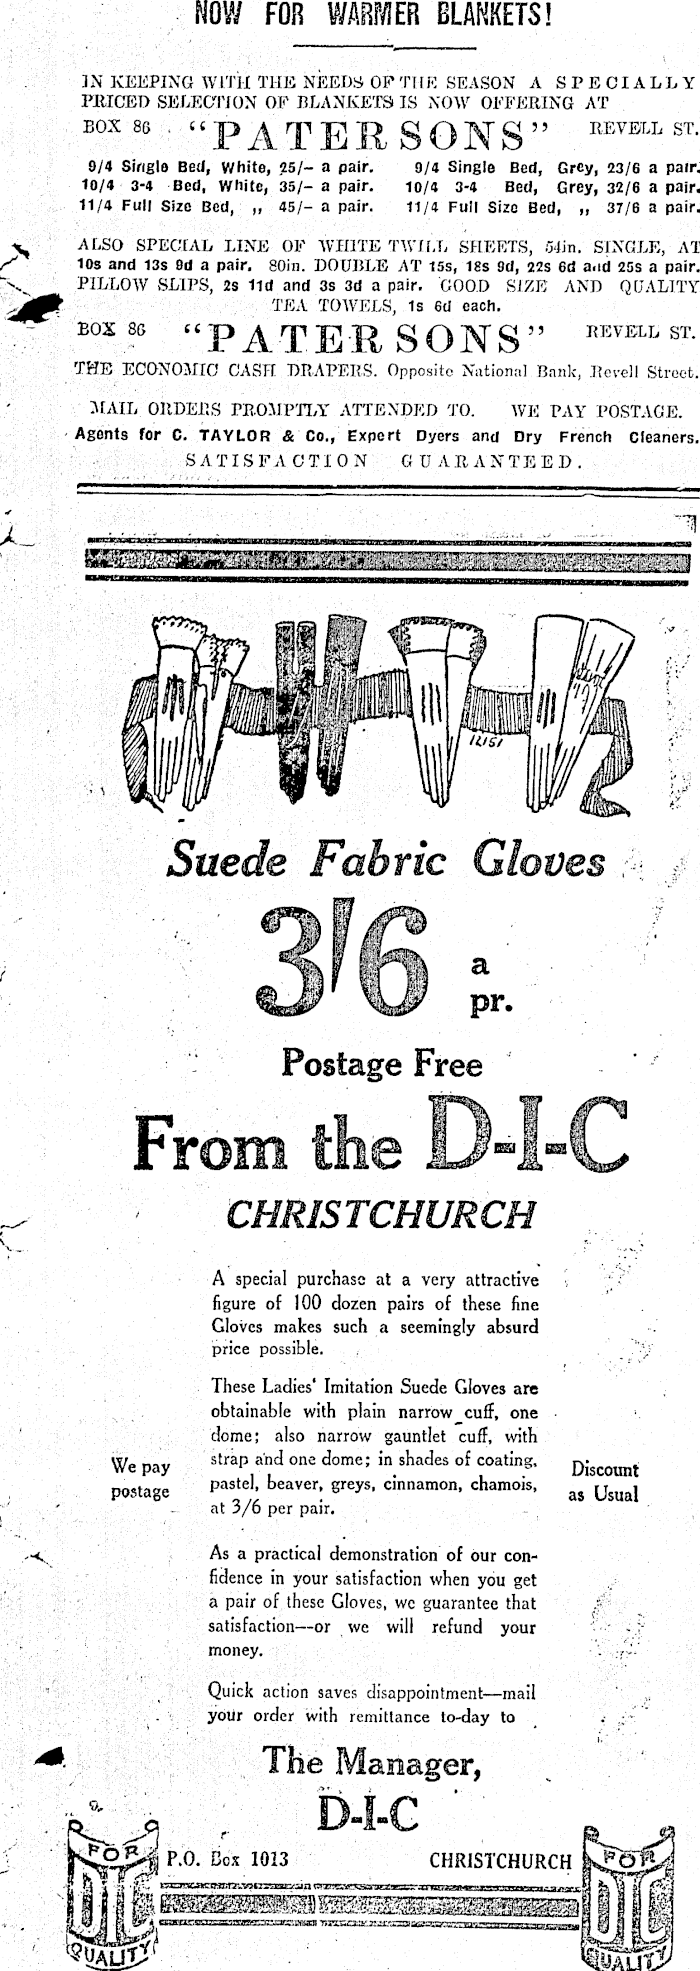 NOW FOR WARMER BLANKETS!
IN KEEPING WITH THE NEEDS OF THE SEASON A SPECIALLY
PRICED SELECTION OF BLANKETS IS NOW OFFERING AT
BOX 86 "PATERSONS" REVELL ST.
9/4 Single Bed, White, 25/- a pair. 9/4 Single Bed, Grey, 23/6 a pair.
10/4 3-4 Bed, White, 35/- a pair. 10/4 3-4 Bed, Grey, 32/6 a pair.
11/4 Full Size Bed, ,, 45/- a pair. 11/4 Full Size Bed, ,, 37/6 a pair.
ALSO SPECIAL LINE OF WHITE TWILL SHEETS, 54in. SINGLE, AT
10s and 13s 9d a pair. 80in. DOUBLE AT 15s, 18s 9d, 22s 6d and 25s a pair.
PILLOW SLIPS, 2s 11d and 3s 3d a pair. GOOD SIZE AND QUALITY
TEA TOWELS, 1s 6d each.
BOX 86 "PATERSONS" REVELL ST.
THE ECONOMIC CASH DRAPERS. Opposite National Bank, Revell Street.
MAIL ORDERS PROMPTLY ATTENDED TO. WE PAY POSTAGE.
Agents for C. TAYLOR & Co., Expert Dyers and Dry French Cleaners.
SATISFACTION GUARANTEED.
12151
Suede Fabric Gloves
3/6 a pr.
Postage Free
From the D-I-C
CHRISTCHURCH
A special purchase at a very attractive
figure of 100 dozen pairs of these fine
Gloves makes such a seemingly absurd
price possible.
These Ladies' Imitation Suede Gloves are
obtainable with plain narrow cuff, one
dome; also narrow gauntlet cuff, with
strap and one dome; in shades of coating,
pastel, beaver, greys, cinnamon, chamois,
at 3/6 per pair.
We pay
postage
Discount
as Usual
As a practical demonstration of our con-
fidence in your satisfaction when you get
a pair of these Gloves, we guarantee that
satisfaction—or we will refund your
money.
Quick action saves disappointment—mail
your order with remittance to-day to
The Manager,
D-I-C
P.O. Box 1013 CHRISTCHURCH
FOR
DIC
QUALITY
FOR
DIC
QUALITY